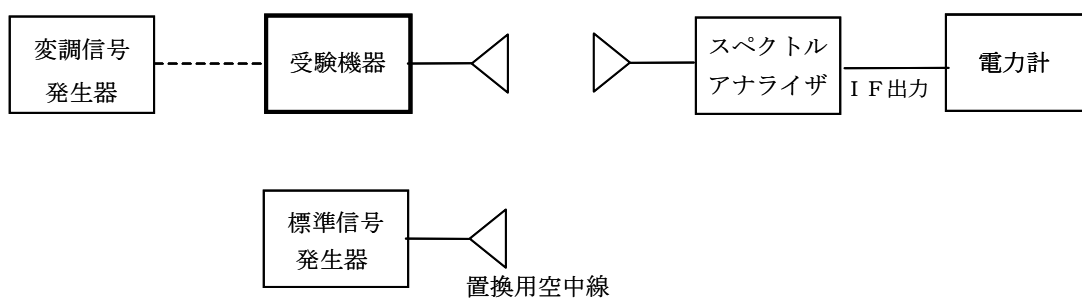 変調信号
発生器
受験機器
スペクトル
アナライザ
ＩＦ出力
電力計
標準信号
発生器
置換用空中線